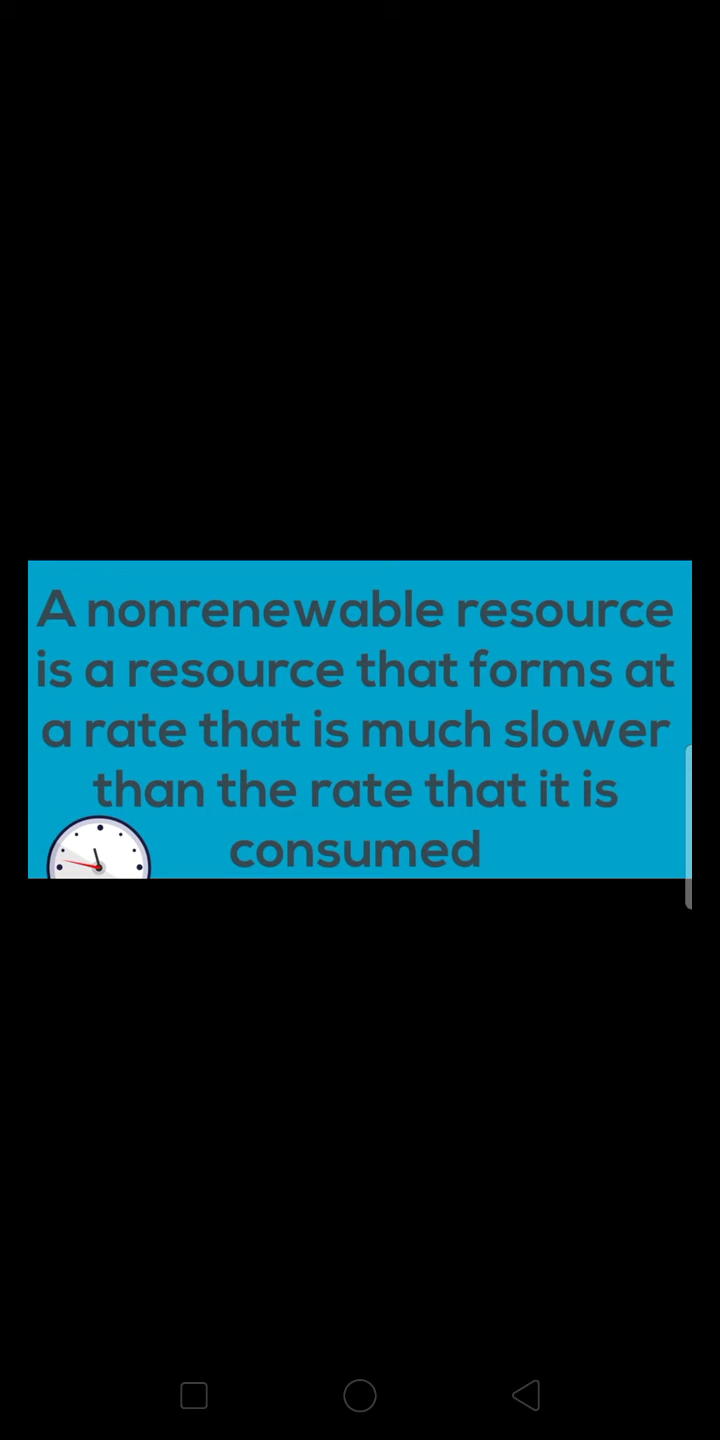 A nonrenewable resource
is a resource that forms at
a rate that is much slower
than the rate that it is
consumed